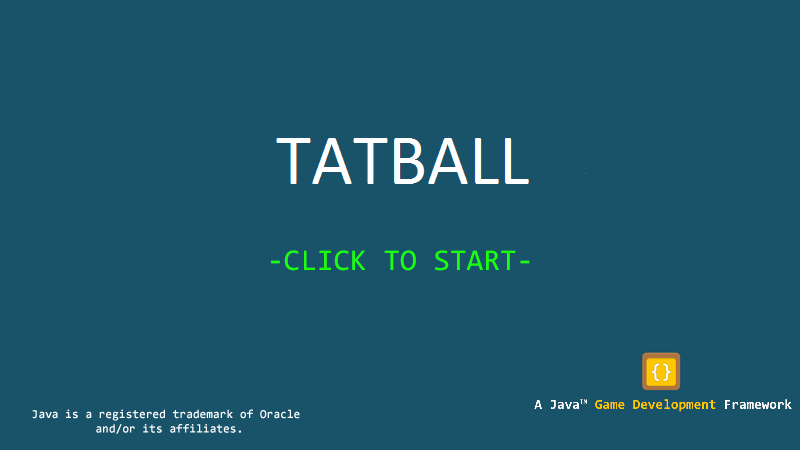 TATBALL
-CLICK TO START-
{}
A Java™ Game Development Framework
Java is a registered trademark of Oracle
and/or its affiliates.